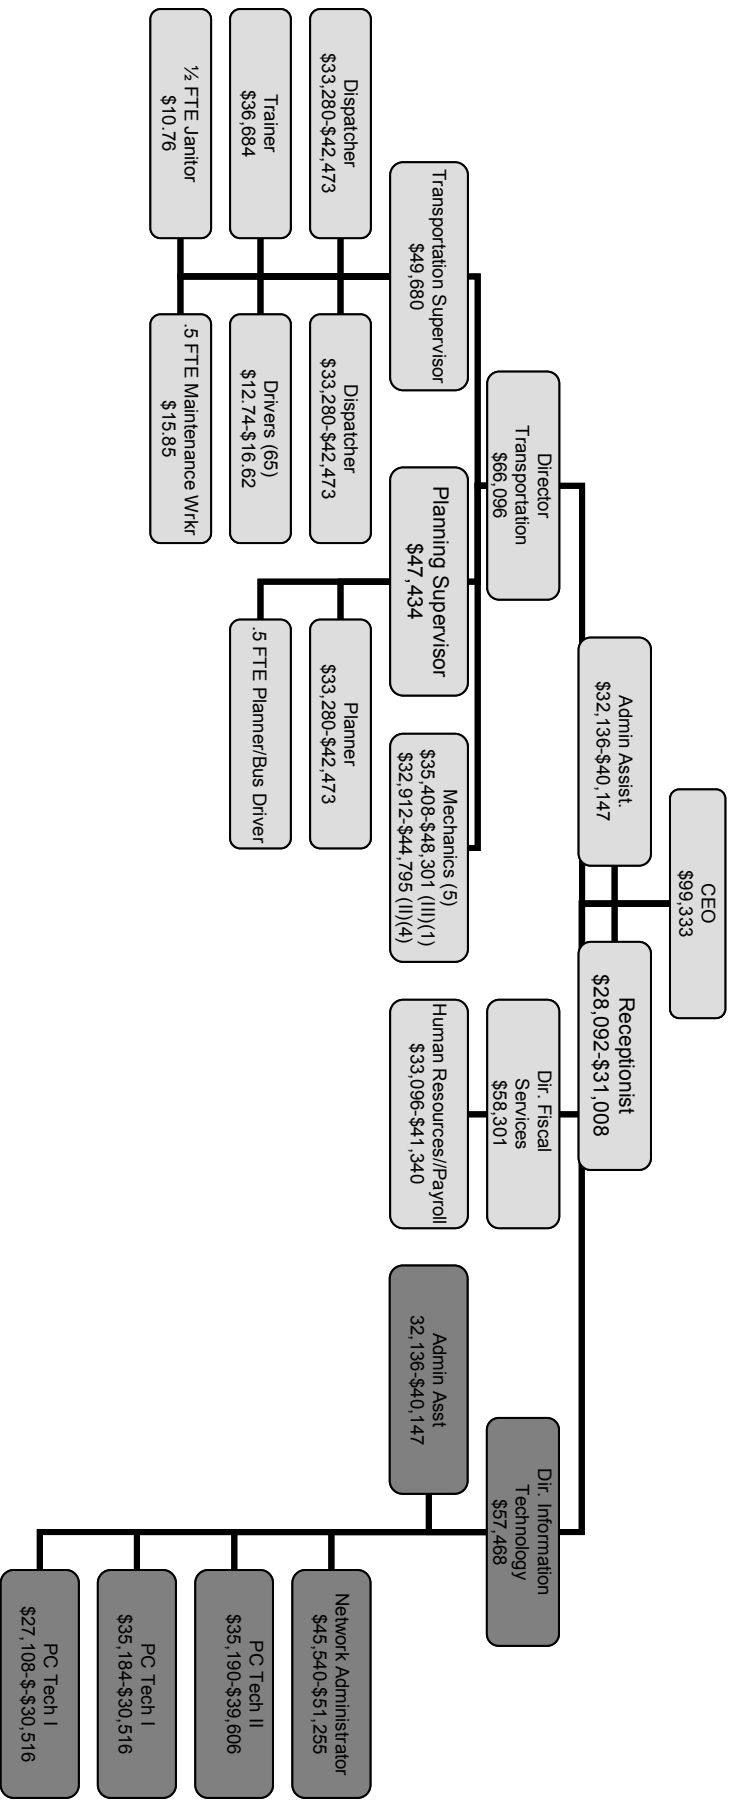 CEO
$99,333
Admin Assist.
$32,136-$40,147
Receptionist
$28,092-$31,008
Director
Transportation
$66,096
Dir. Fiscal
Services
$58,301
Dir. Information
Technology
$57,468
Transportation Supervisor
$49,680
Planning Supervisor
$47,434
Mechanics (5)
$35,408-$48,301 (III)(1)
$32,912-$44,795 (II)(4)
Human Resources//Payroll
$33,096-$41,340
Admin Asst
32,136-$40,147
Dispatcher
$33,280-$42,473
Dispatcher
$33,280-$42,473
Planner
$33,280-$42,473
Network Administrator
$45,540-$51,255
Trainer
$36,684
Drivers (65)
$12.74-$16.62
.5 FTE Planner/Bus Driver
PC Tech II
$35,190-$39,606
½ FTE Janitor
$10.76
.5 FTE Maintenance Wrkr
$15.85
PC Tech I
$35,184-$30,516
PC Tech I
$27,108-$-$30,516